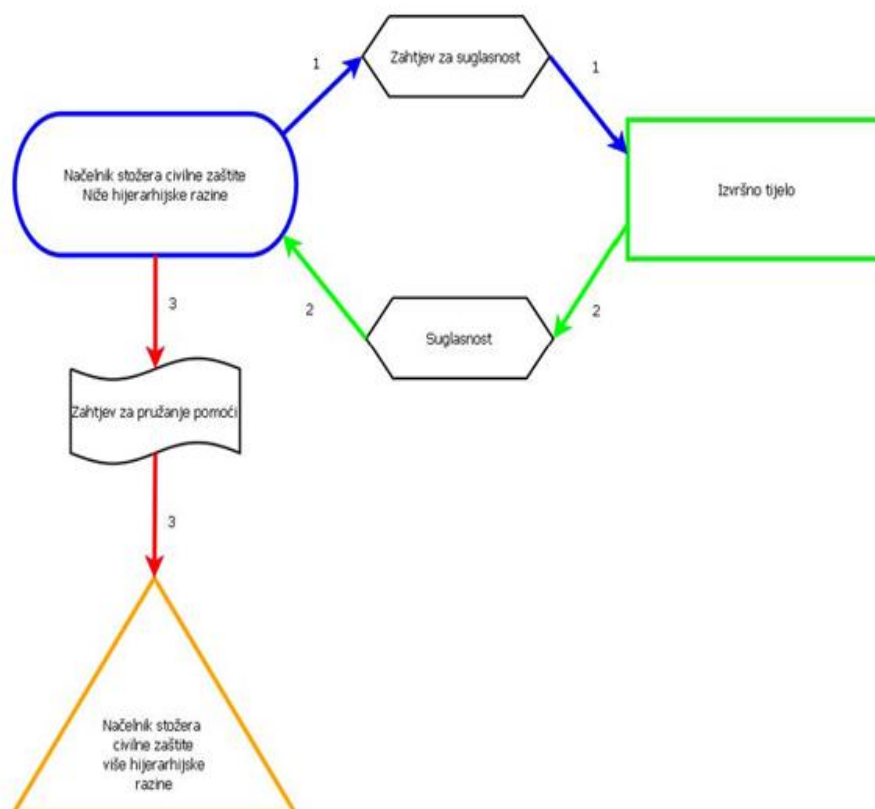 Zahtjev za suglasnost
1
1
Načelnik stožera civilne zaštite
Niže hijerarhijske razine
Izvršno tijelo
2
Suglasnost
2
3
Zahtjev za pružanje pomoći
3
Načelnik stožera
civilne zaštite
više hijerarhijske
razine